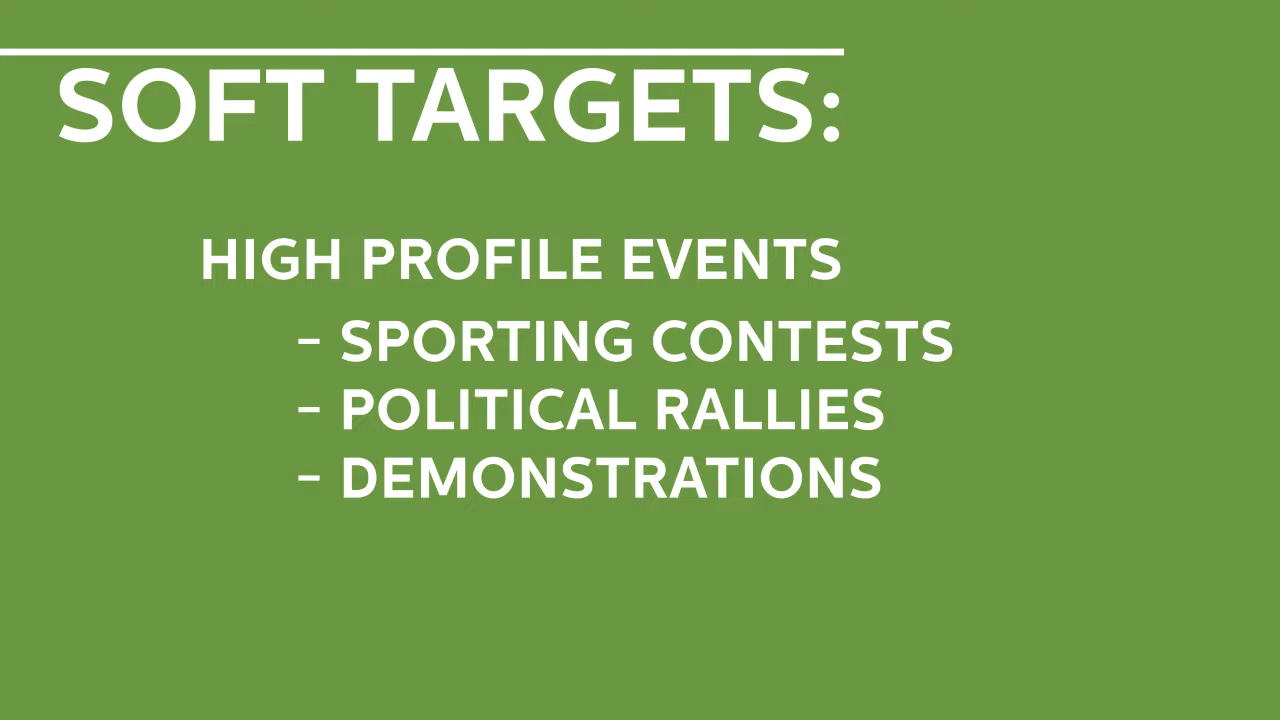 SOFT TARGETS:
HIGH PROFILE EVENTS
- SPORTING CONTESTS
- POLITICAL RALLIES
- DEMONSTRATIONS